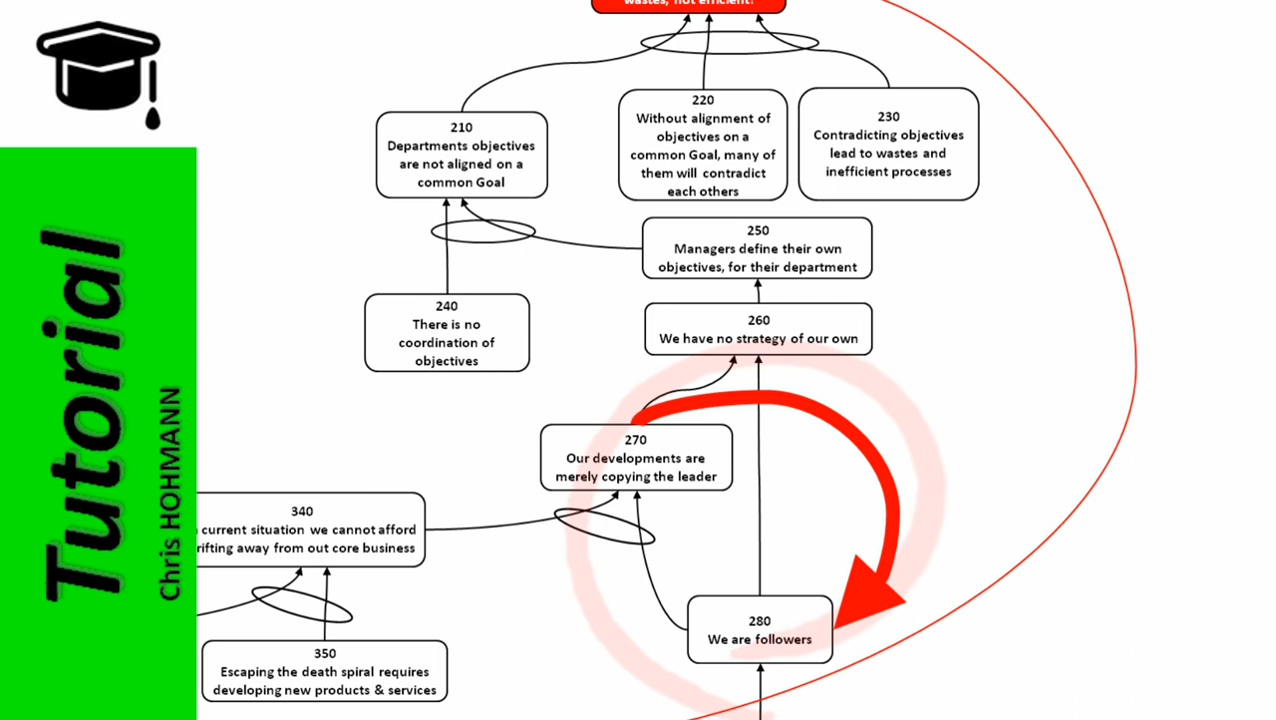 wastes, not efficient!
210
Departments objectives
are not aligned on a
common Goal
220
Without alignment of
objectives on a
common Goal, many of
them will contradict
each others
230
Contradicting objectives
lead to wastes and
inefficient processes
250
Managers define their own
objectives, for their department
240
There is no
coordination of
objectives
260
We have no strategy of our own
270
Our developments are
merely copying the leader
340
current situation we cannot afford
rifting away from out core business
280
We are followers
350
Escaping the death spiral requires
developing new products & services
Tutorial
Chris HOHMANN